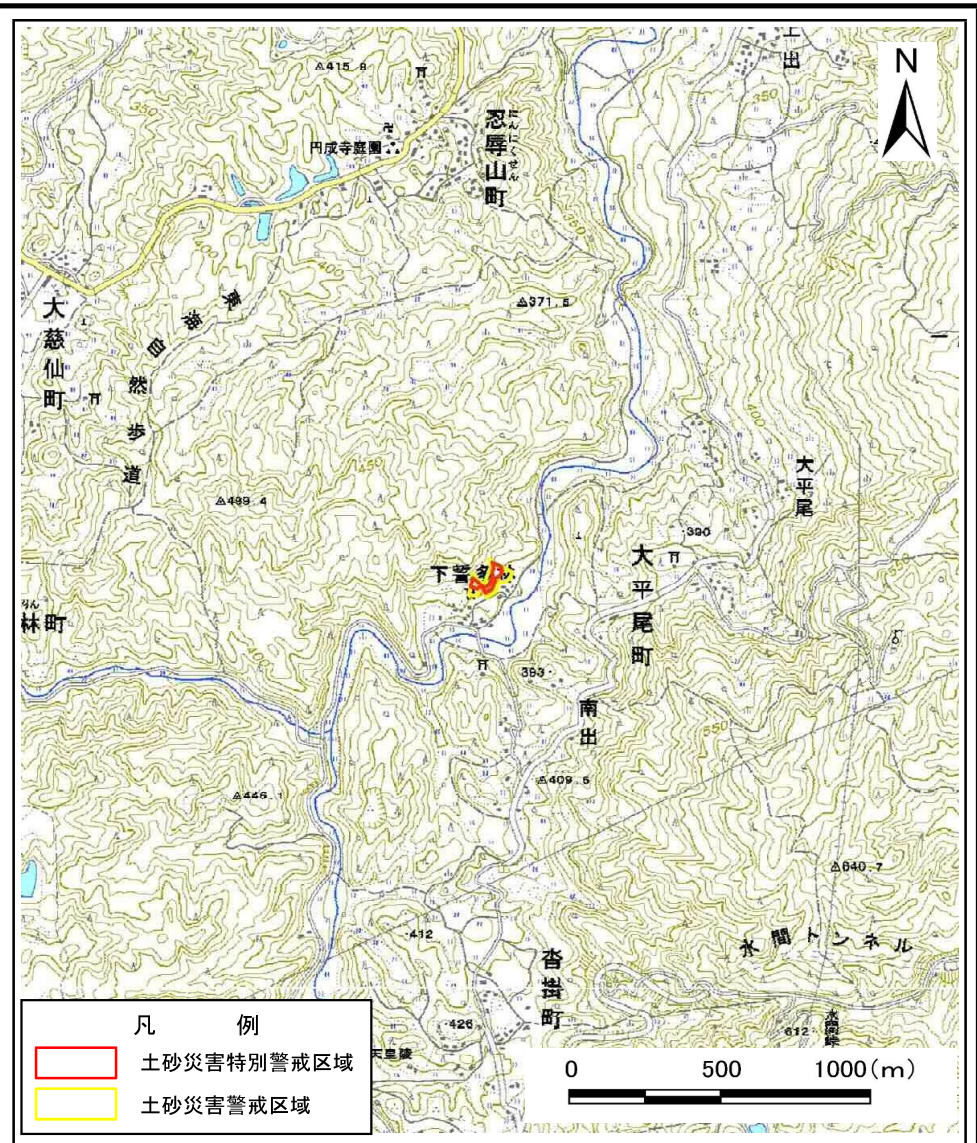 415.8
上出
N
350
忍辱山町
にんにくせん
円成寺庭園
350
400
400
371.5
大慈仙町
東海自然歩道
400
450
大平尾
499.4
390
下誓多
大平尾町
林町
400
393
南出
550
409.5
446.1
640.7
412
水間トンネル
沓掛町
426
612
水間峠
天皇陵
凡 例
土砂災害特別警戒区域
土砂災害警戒区域
0 500 1000(m)